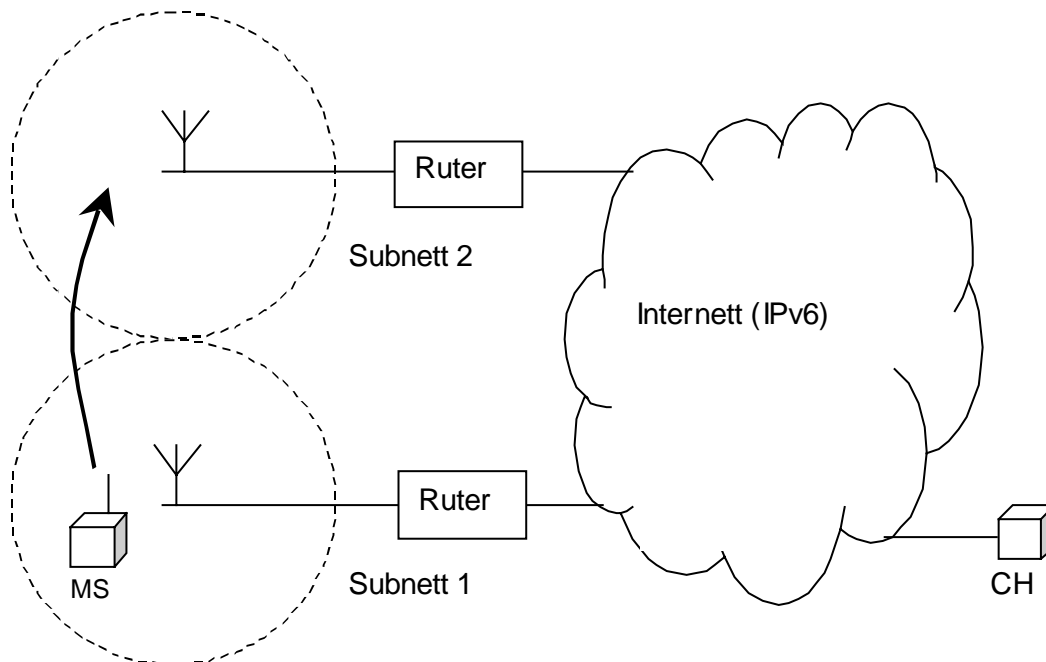 Ruter
Subnett 2
Internett (IPv6)
Ruter
MS
Subnett 1
CH